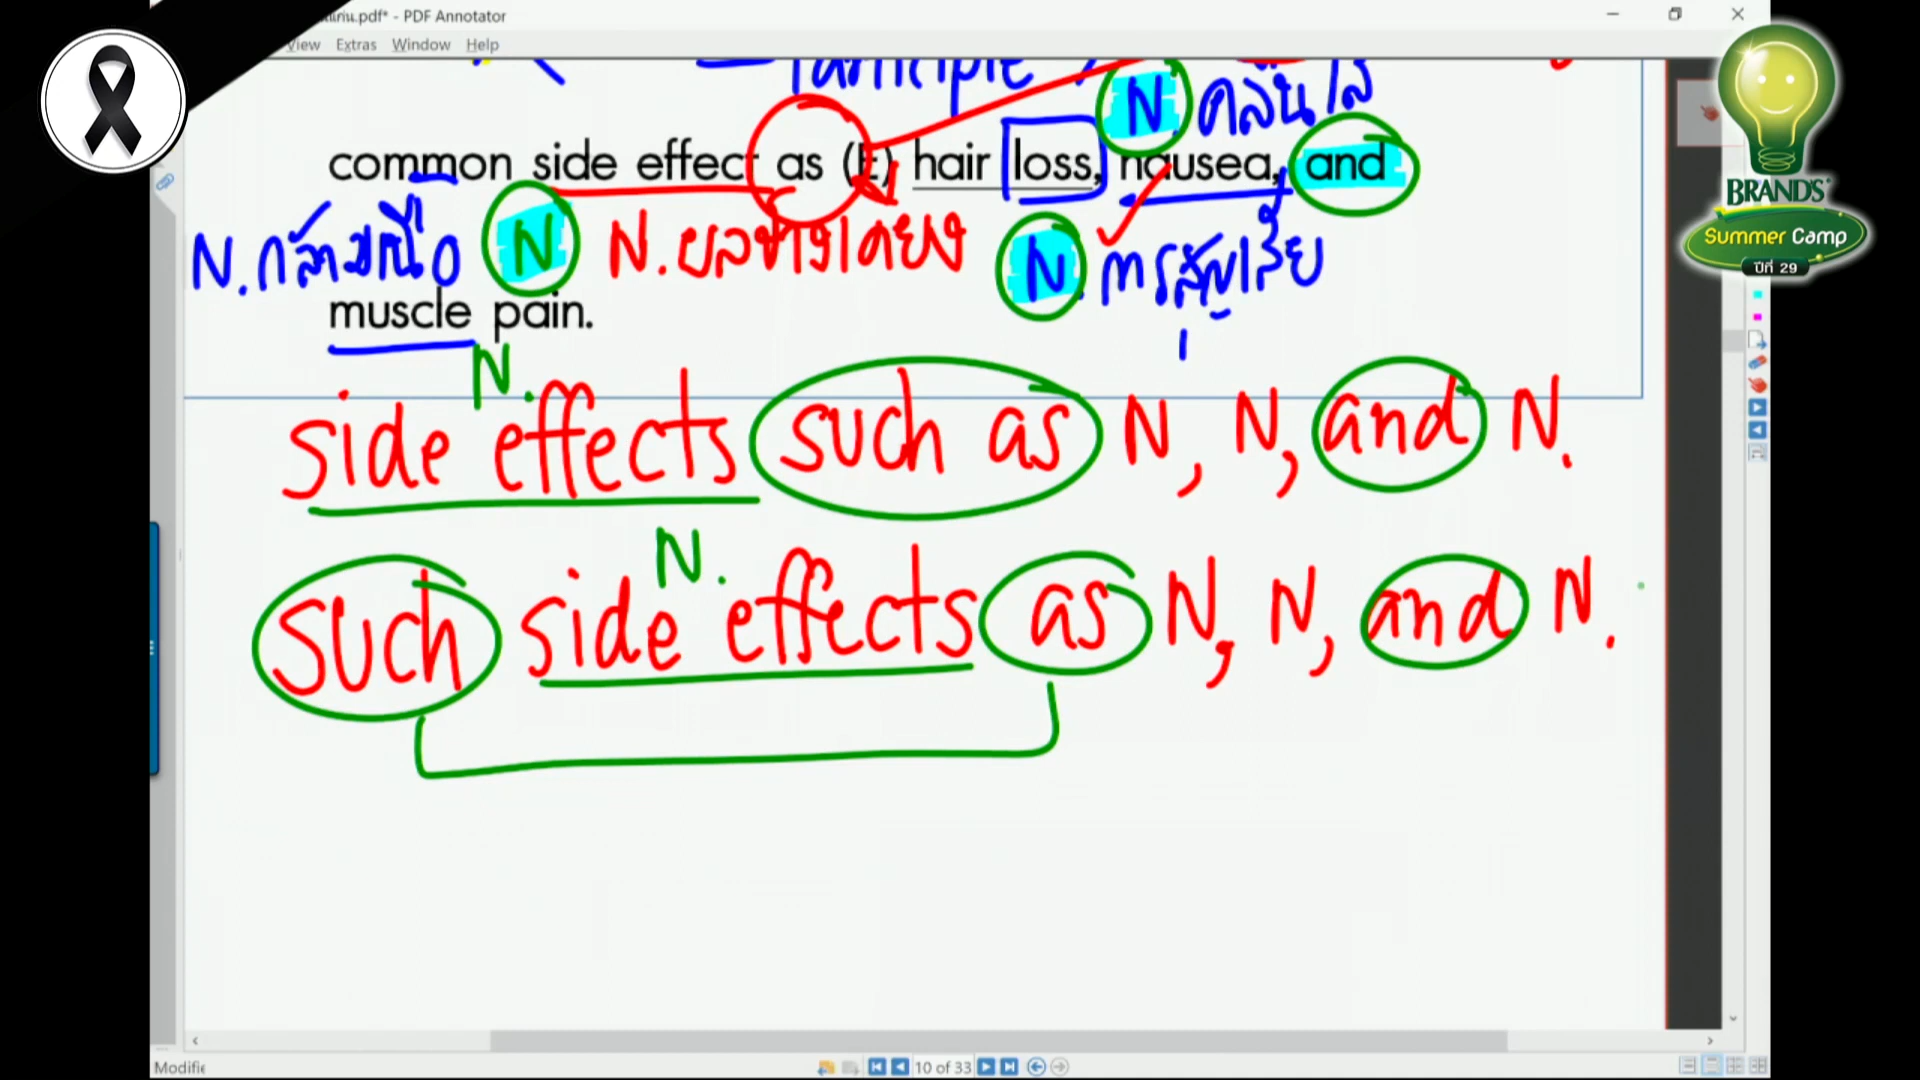 .pdf* - PDF Annotator
View Extras Window Help
N. คลื่นไส้
common side effect as (E) hair loss, nausea, and
N. กล้ามเนื้อ N N. ผลข้างเคียง N. การสูญเสีย
muscle pain.
N.
side effects such as N, N, and N.
N.
such side effects as N, N, and N.
BRAND'S
Summer Camp
ปีที่ 29
10 of 33